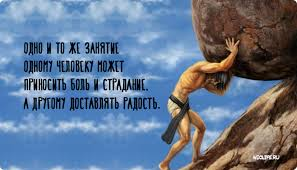 ОДНО И ТО ЖЕ ЗАНЯТИЕ
ОДНОМУ ЧЕЛОВЕКУ МОЖЕТ
ПРИНОСИТЬ БОЛЬ И СТРАДАНИЕ,
А ДРУГОМУ ДОСТАВЛЯТЬ РАДОСТЬ.